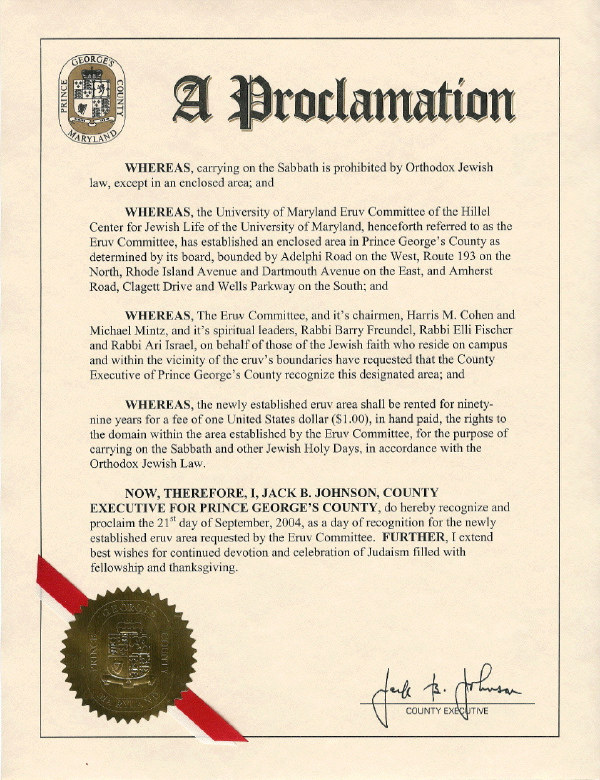 PRINCE GEORGE'S COUNTY
MARYLAND
A Proclamation
WHEREAS, carrying on the Sabbath is prohibited by Orthodox Jewish
law, except in an enclosed area; and
WHEREAS, the University of Maryland Eruv Committee of the Hillel
Center for Jewish Life of the University of Maryland, henceforth referred to as the
Eruv Committee, has established an enclosed area in Prince George's County as
determined by its board, bounded by Adelphi Road on the West, Route 193 on
the North, Rhode Island Avenue and Dartmouth Avenue on the East, and Amherst
Road, Clagett Drive and Wells Parkway on the South; and
WHEREAS, The Eruv Committee, and it's chairmen, Harris M. Cohen and
Michael Mintz, and it's spiritual leaders, Rabbi Barry Freundel, Rabbi Elli Fischer
and Rabbi Ari Israel, on behalf of those of the Jewish faith who reside on campus
and within the vicinity of the eruv's boundaries have requested that the County
Executive of Prince George's County recognize this designated area; and
WHEREAS, the newly established eruv area shall be rented for ninety-
nine years for a fee of one United States dollar ($1.00), in hand paid, the rights to
the domain within the area established by the Eruv Committee, for the purpose of
carrying on the Sabbath and other Jewish Holy Days, in accordance with the
Orthodox Jewish Law.
NOW, THEREFORE, I, JACK B. JOHNSON, COUNTY
EXECUTIVE FOR PRINCE GEORGE'S COUNTY, do hereby recognize and
proclaim the 21st day of September, 2004, as a day of recognition for the newly
established eruv area requested by the Eruv Committee. FURTHER, I extend
best wishes for continued devotion and celebration of Judaism filled with
fellowship and thanksgiving.
PRINCE GEORGE'S COUNTY
MARYLAND
Jack B. Johnson
COUNTY EXECUTIVE